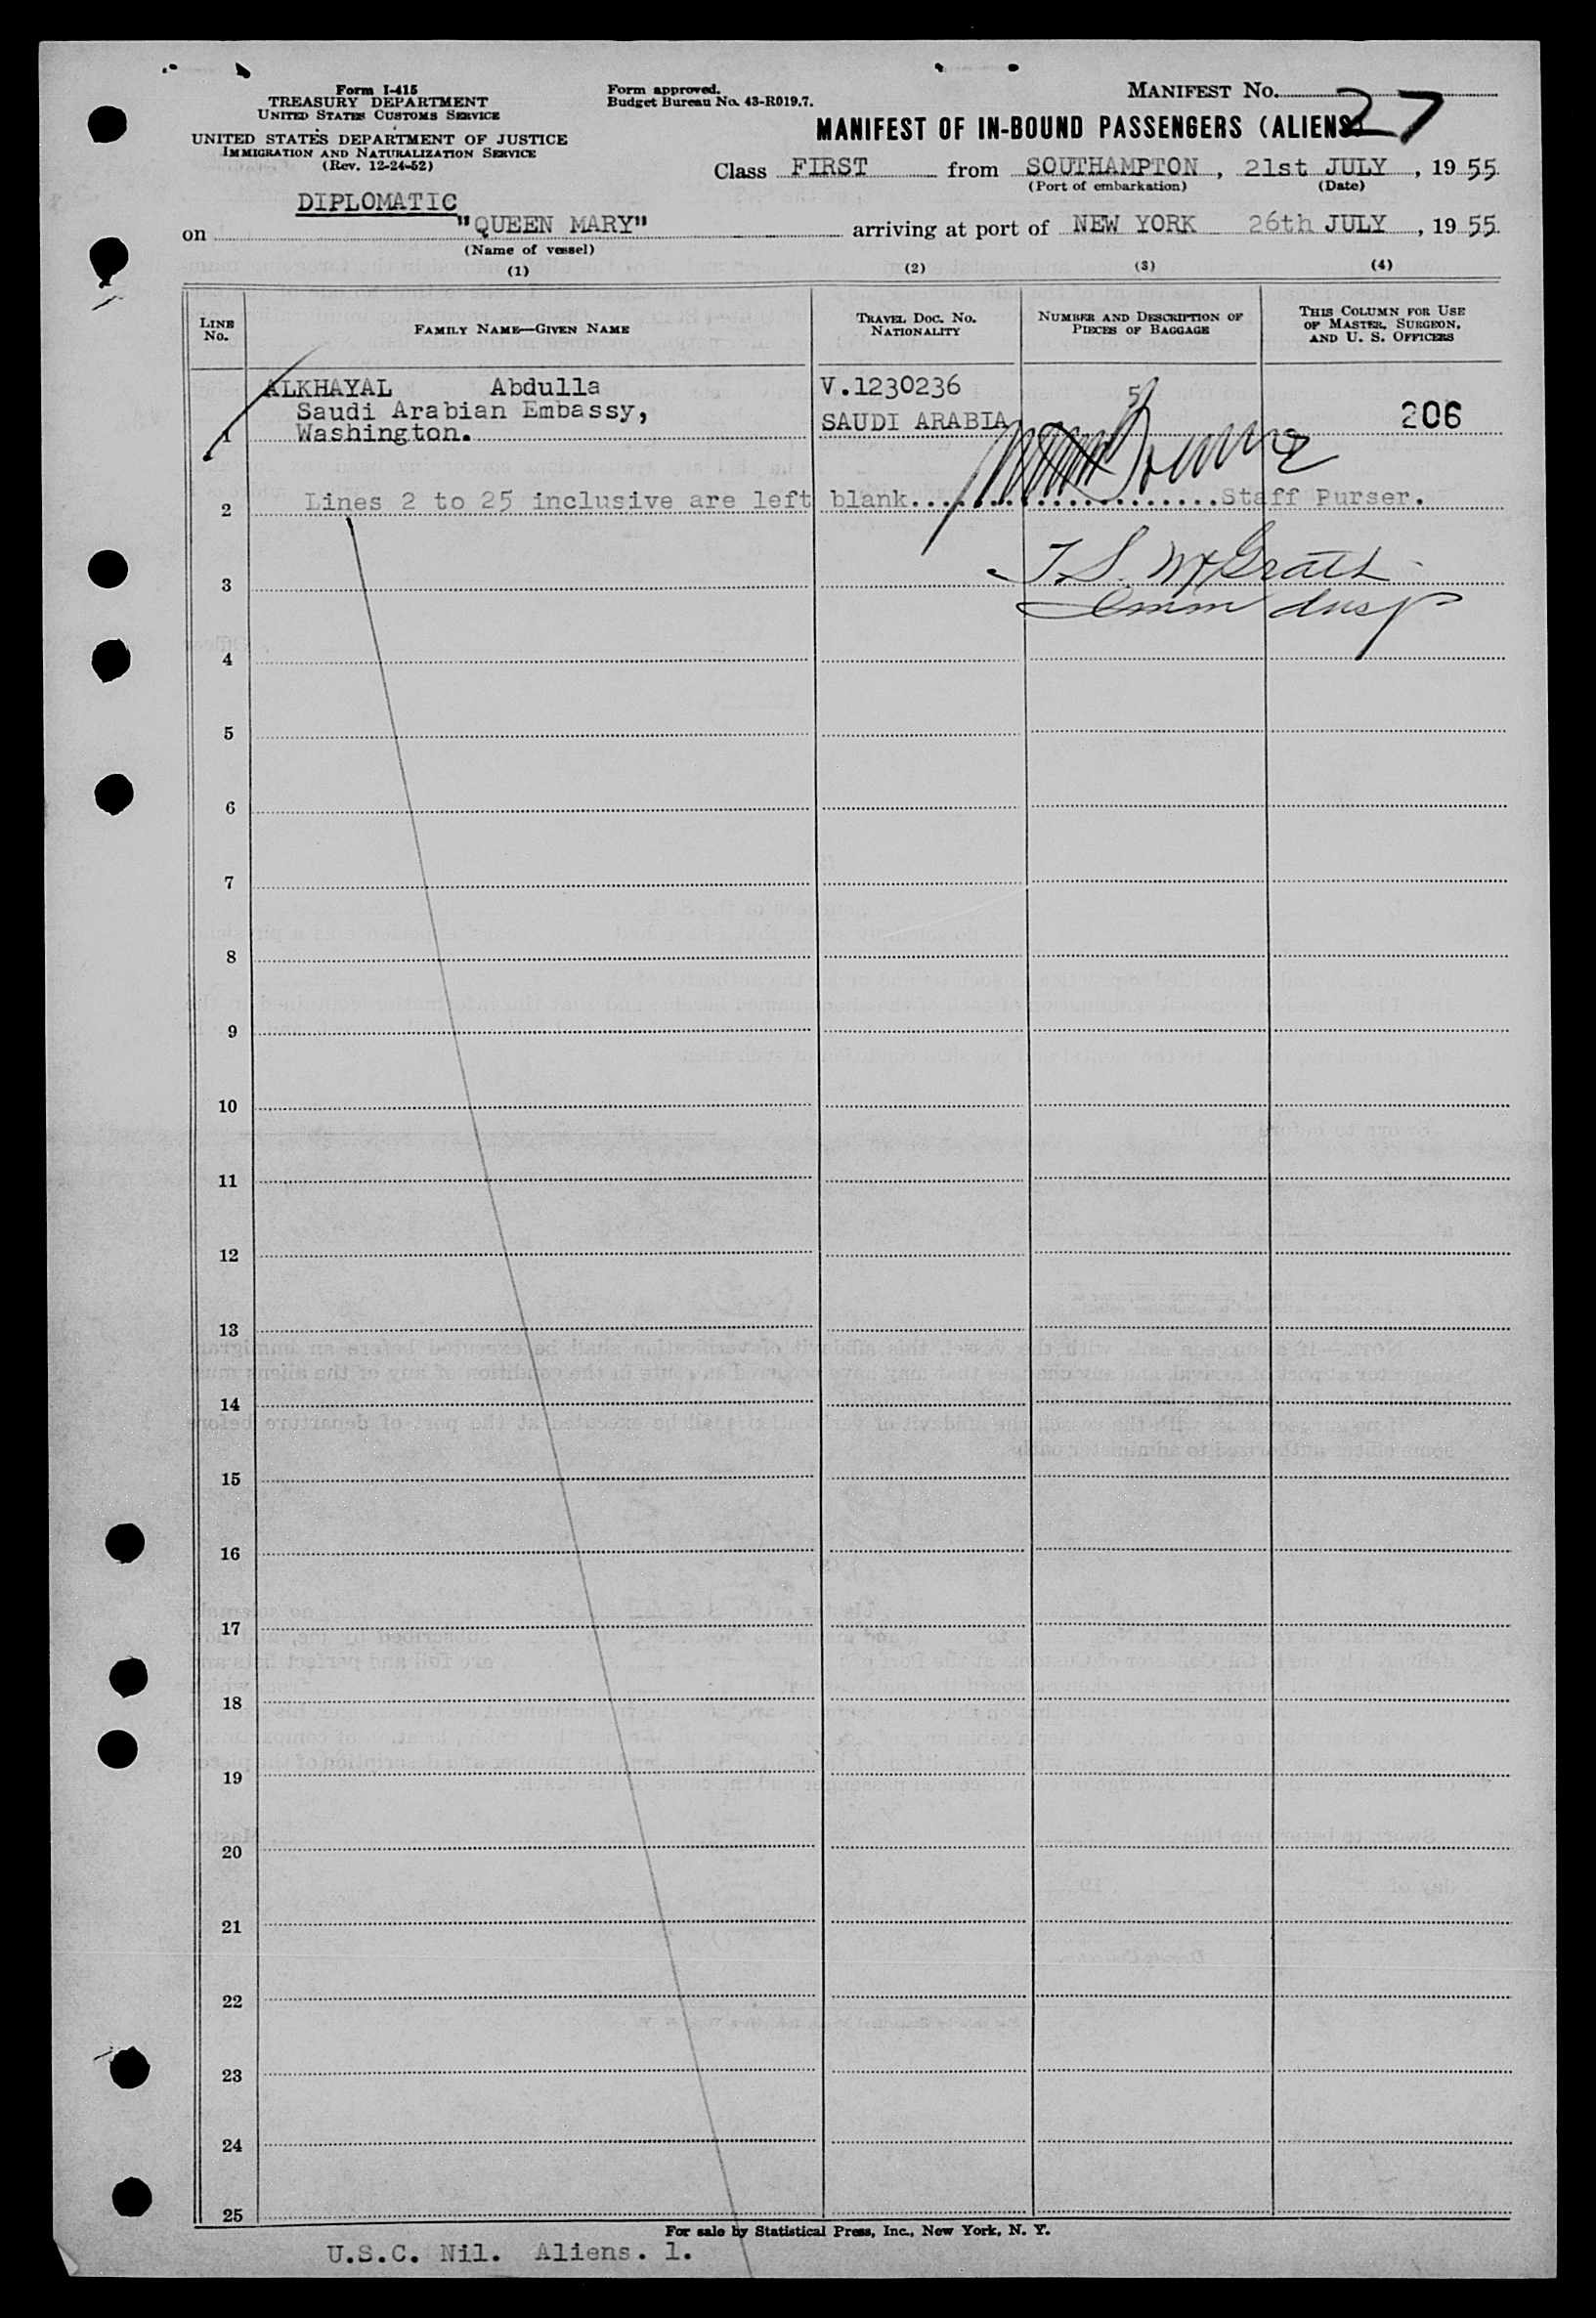 Form I-415
TREASURY DEPARTMENT
UNITED STATES CUSTOMS SERVICE
UNITED STATES DEPARTMENT OF JUSTICE
IMMIGRATION AND NATURALIZATION SERVICE
(Rev. 12-24-52)
Form approved.
Budget Bureau No. 43-R019.7.
MANIFEST No. 27
MANIFEST OF IN-BOUND PASSENGERS (ALIENS)
Class FIRST from SOUTHAMPTON, 21st JULY, 1955
(Port of embarkation) (Date)
DIPLOMATIC
on "QUEEN MARY" arriving at port of NEW YORK 26th JULY, 1955
(Name of vessel)
(1) (2) (3) (4)
LINE No.
FAMILY NAME—GIVEN NAME
TRAVEL DOC. No. NATIONALITY
NUMBER AND DESCRIPTION OF PIECES OF BAGGAGE
THIS COLUMN FOR USE OF MASTER, SURGEON, AND U. S. OFFICERS
ALKHAYAL Abdulla V.1230236 5
Saudi Arabian Embassy, SAUDI ARABIA 206
1 Washington.
2 Lines 2 to 25 inclusive are left blank......................Staff Purser.
3 T.S. McGrath
Imm Insp
4
5
6
7
8
9
10
11
12
13
14
15
16
17
18
19
20
21
22
23
24
25
For sale by Statistical Press, Inc., New York, N. Y.
U.S.C. Nil. Aliens. 1.